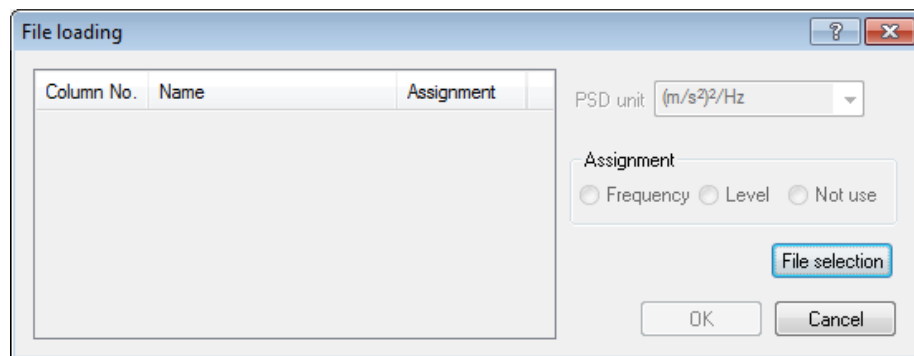 File loading
?
Column No. Name Assignment
PSD unit (m/s²)²/Hz
Assignment
Frequency Level Not use
File selection
OK Cancel